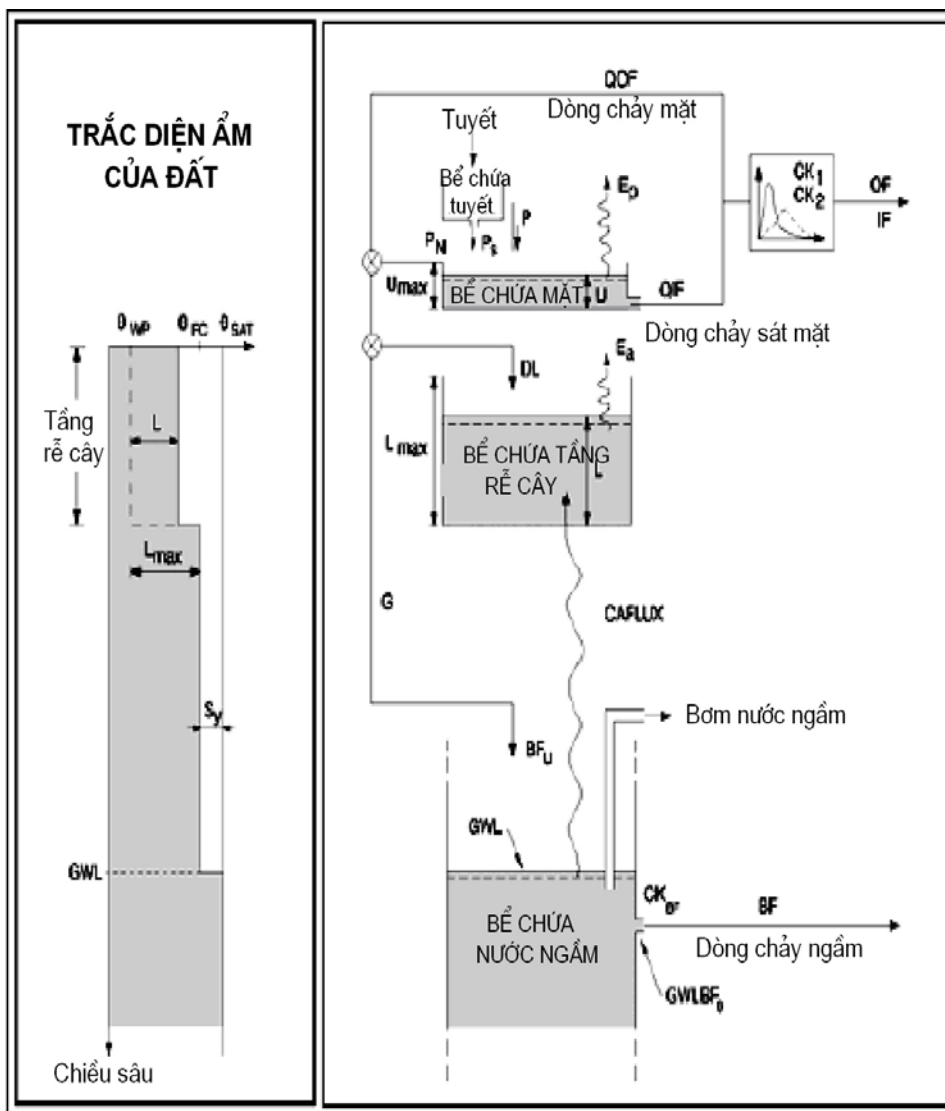 TRẮC DIỆN ẨM
CỦA ĐẤT
θ WP
θ FC
θ SAT
Tầng
rễ cây
L
Lmax
Sy
GWL
Chiều sâu
QOF
Dòng chảy mặt
Tuyết
Bể chứa
tuyết
P
Ps
PN
Ep
Umax
BỂ CHỨA MẶT
U
QIF
Dòng chảy sát mặt
CK1
CK2
OF
IF
DL
Ea
Lmax
BỂ CHỨA TẦNG
RỄ CÂY
L
G
CAFLUX
Bơm nước ngầm
BFU
GWL
BỂ CHỨA
NƯỚC NGẦM
CKBF
BF
Dòng chảy ngầm
GWLBF0